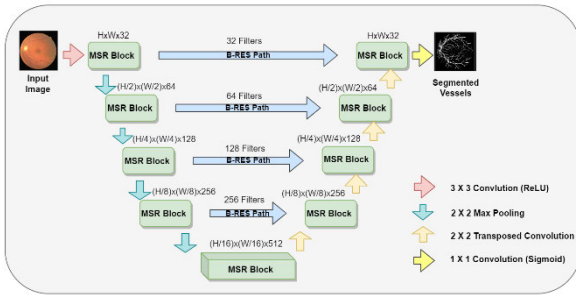 HxWx32
32 Filters
HxWx32
MSR Block
B-RES Path
MSR Block
Input
Image
Segmented
Vessels
(H/2)x(W/2)x64
64 Filters
(H/2)x(W/2)x64
MSR Block
B-RES Path
MSR Block
(H/4)x(W/4)x128
128 Filters
(H/4)x(W/4)x128
MSR Block
B-RES Path
MSR Block
(H/8)x(W/8)x256
256 Filters
(H/8)x(W/8)x256
MSR Block
B-RES Path
MSR Block
(H/16)x(W/16)x512
MSR Block
3 X 3 Convlution (ReLU)
2 X 2 Max Pooling
2 X 2 Transposed Convolution
1 X 1 Convolution (Sigmoid)